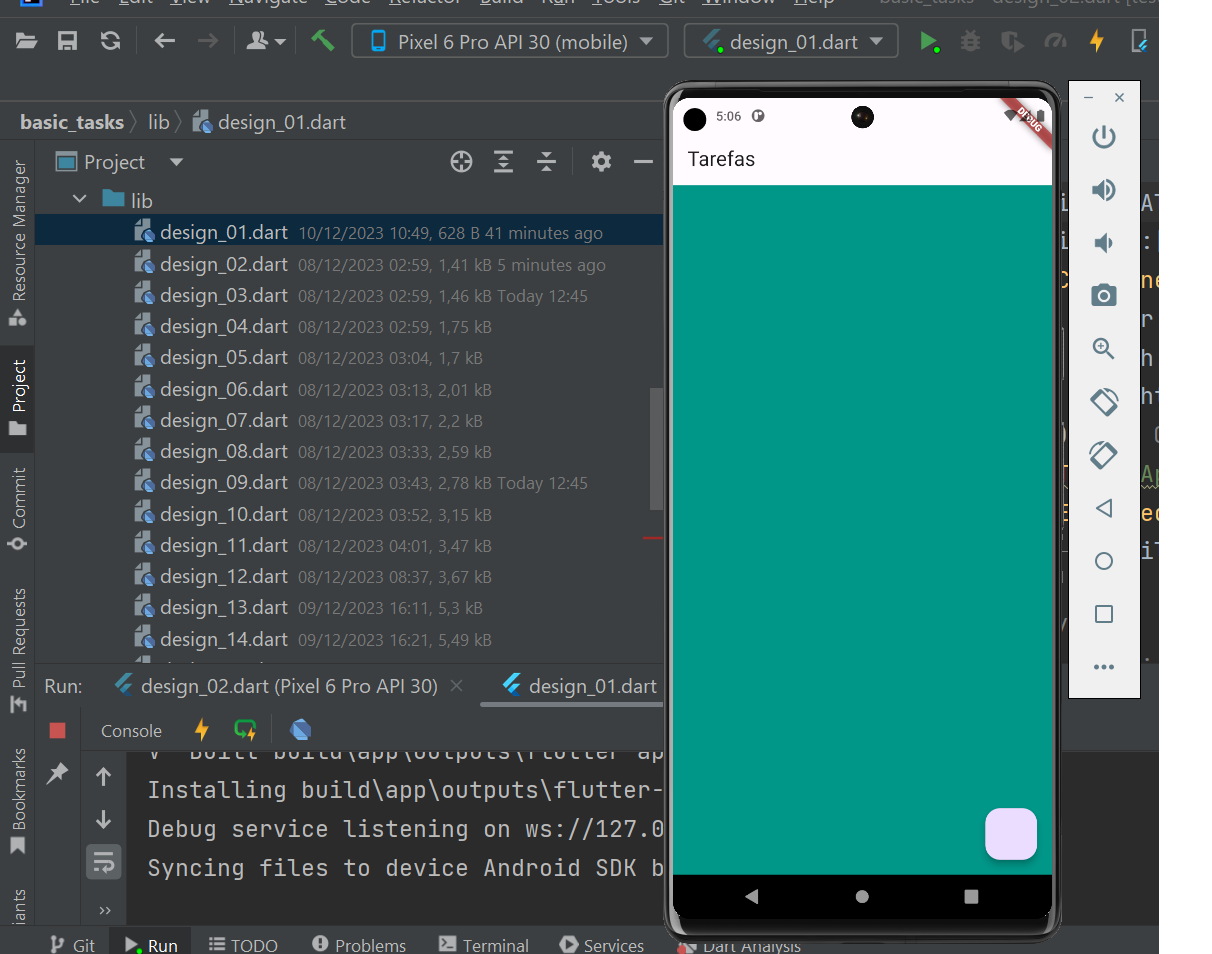 File Edit View Navigate Code Refactor Build Run Tools Git Window Help basic_tasks - design_02.dart
Pixel 6 Pro API 30 (mobile) design_01.dart
basic_tasks lib design_01.dart
Project
lib
design_01.dart 10/12/2023 10:49, 628 B 41 minutes ago
design_02.dart 08/12/2023 02:59, 1,41 kB 5 minutes ago
design_03.dart 08/12/2023 02:59, 1,46 kB Today 12:45
design_04.dart 08/12/2023 02:59, 1,75 kB
design_05.dart 08/12/2023 03:04, 1,7 kB
design_06.dart 08/12/2023 03:13, 2,01 kB
design_07.dart 08/12/2023 03:17, 2,2 kB
design_08.dart 08/12/2023 03:33, 2,59 kB
design_09.dart 08/12/2023 03:43, 2,78 kB Today 12:45
design_10.dart 08/12/2023 03:52, 3,15 kB
design_11.dart 08/12/2023 04:01, 3,47 kB
design_12.dart 08/12/2023 08:37, 3,67 kB
design_13.dart 09/12/2023 16:11, 5,3 kB
design_14.dart 09/12/2023 16:21, 5,49 kB
Resource Manager
Project
Commit
Pull Requests
Bookmarks
iants
5:06
DEBUG
Tarefas
Run: design_02.dart (Pixel 6 Pro API 30) design_01.dart
Console
√ Built build\app\outputs\flutter-ap
Installing build\app\outputs\flutter-
Debug service listening on ws://127.0
Syncing files to device Android SDK b
Git Run TODO Problems Terminal Services Dart Analysis